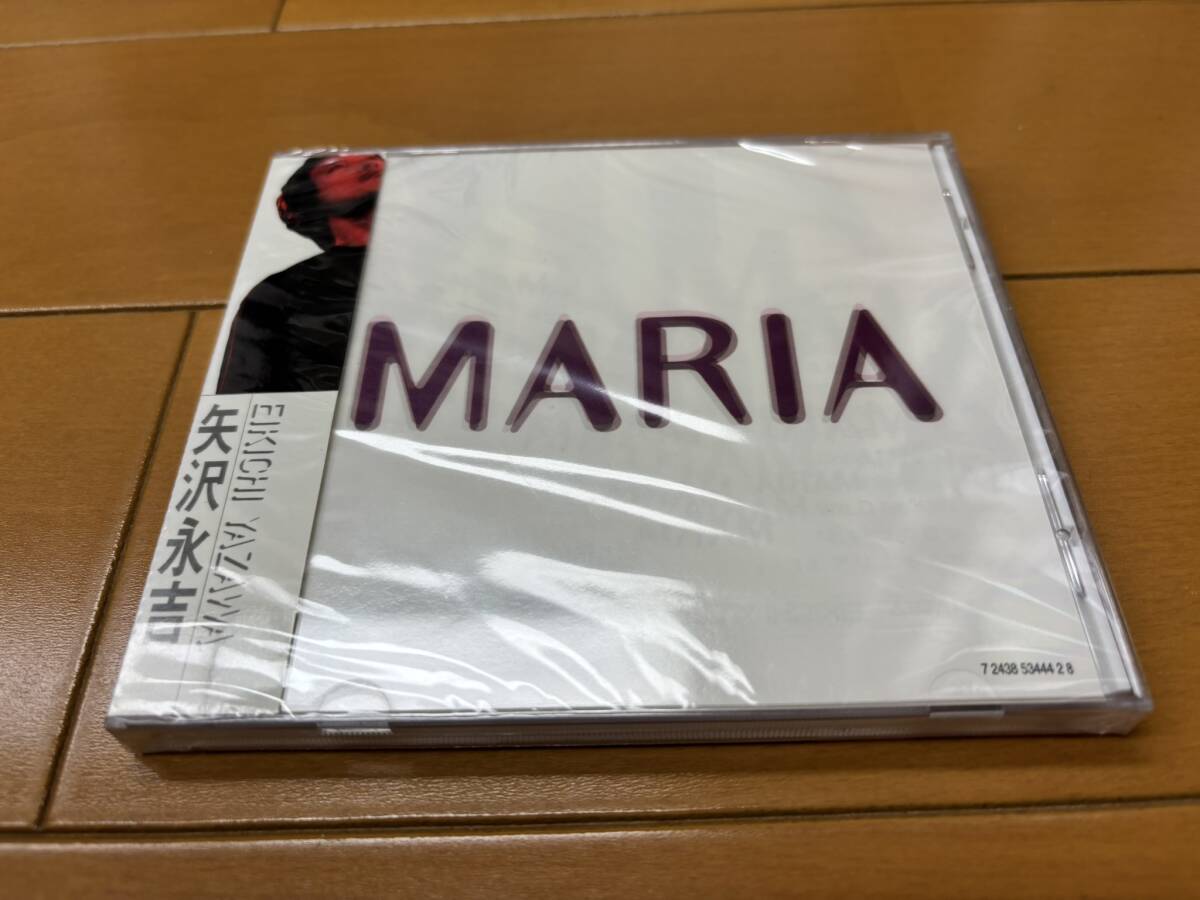 MARIA
EIKICHI YAZAWA
矢沢永吉
7 2438 53444 2 8